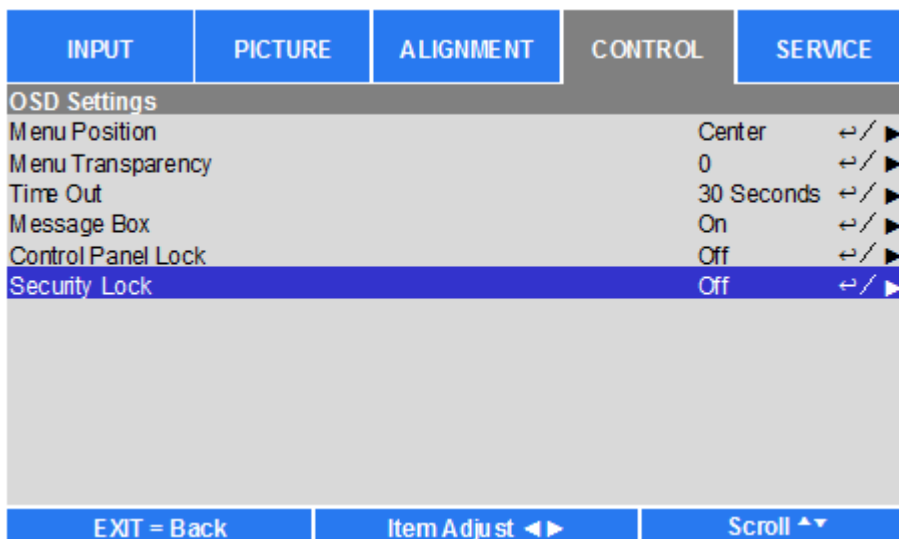 INPUT PICTURE ALIGNMENT CONTROL SERVICE
OSD Settings
Menu Position Center ↵/▶
Menu Transparency 0 ↵/▶
Time Out 30 Seconds ↵/▶
Message Box On ↵/▶
Control Panel Lock Off ↵/▶
Security Lock Off ↵/▶
EXIT = Back Item Adjust ◀▶ Scroll ▲▼